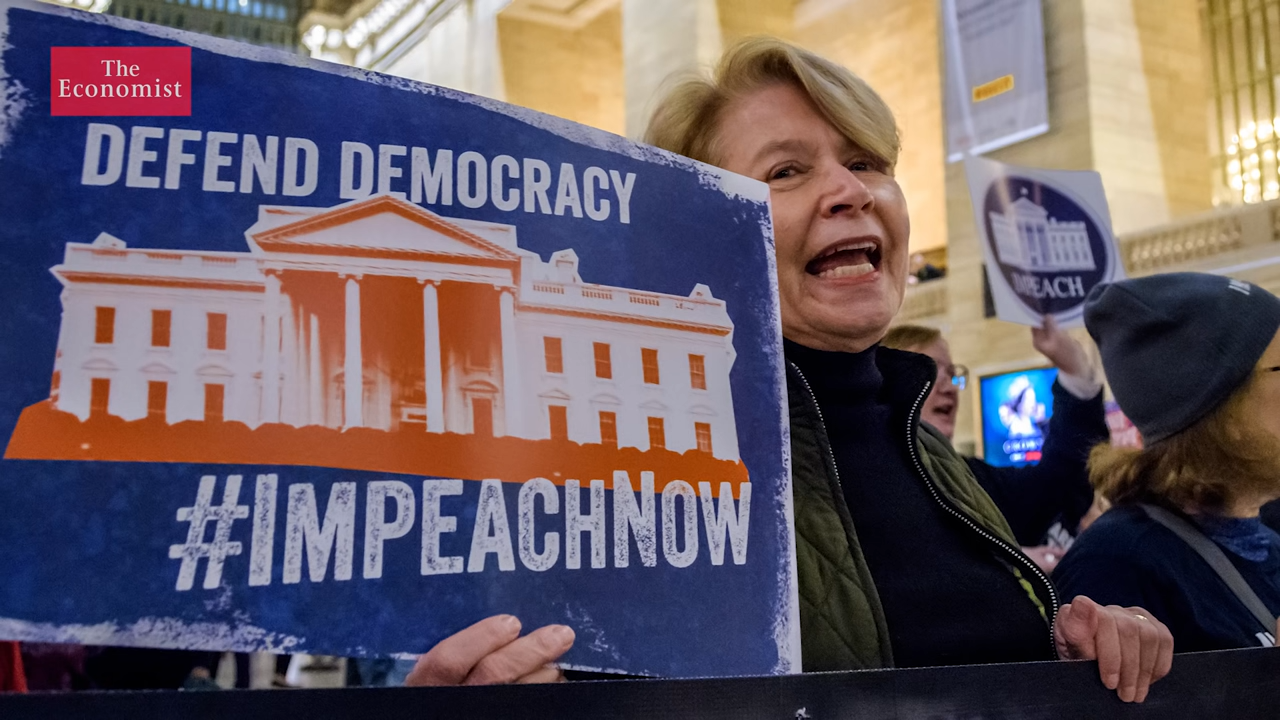 The
Economist
DEFEND DEMOCRACY
#IMPEACHNOW
IMPEACH